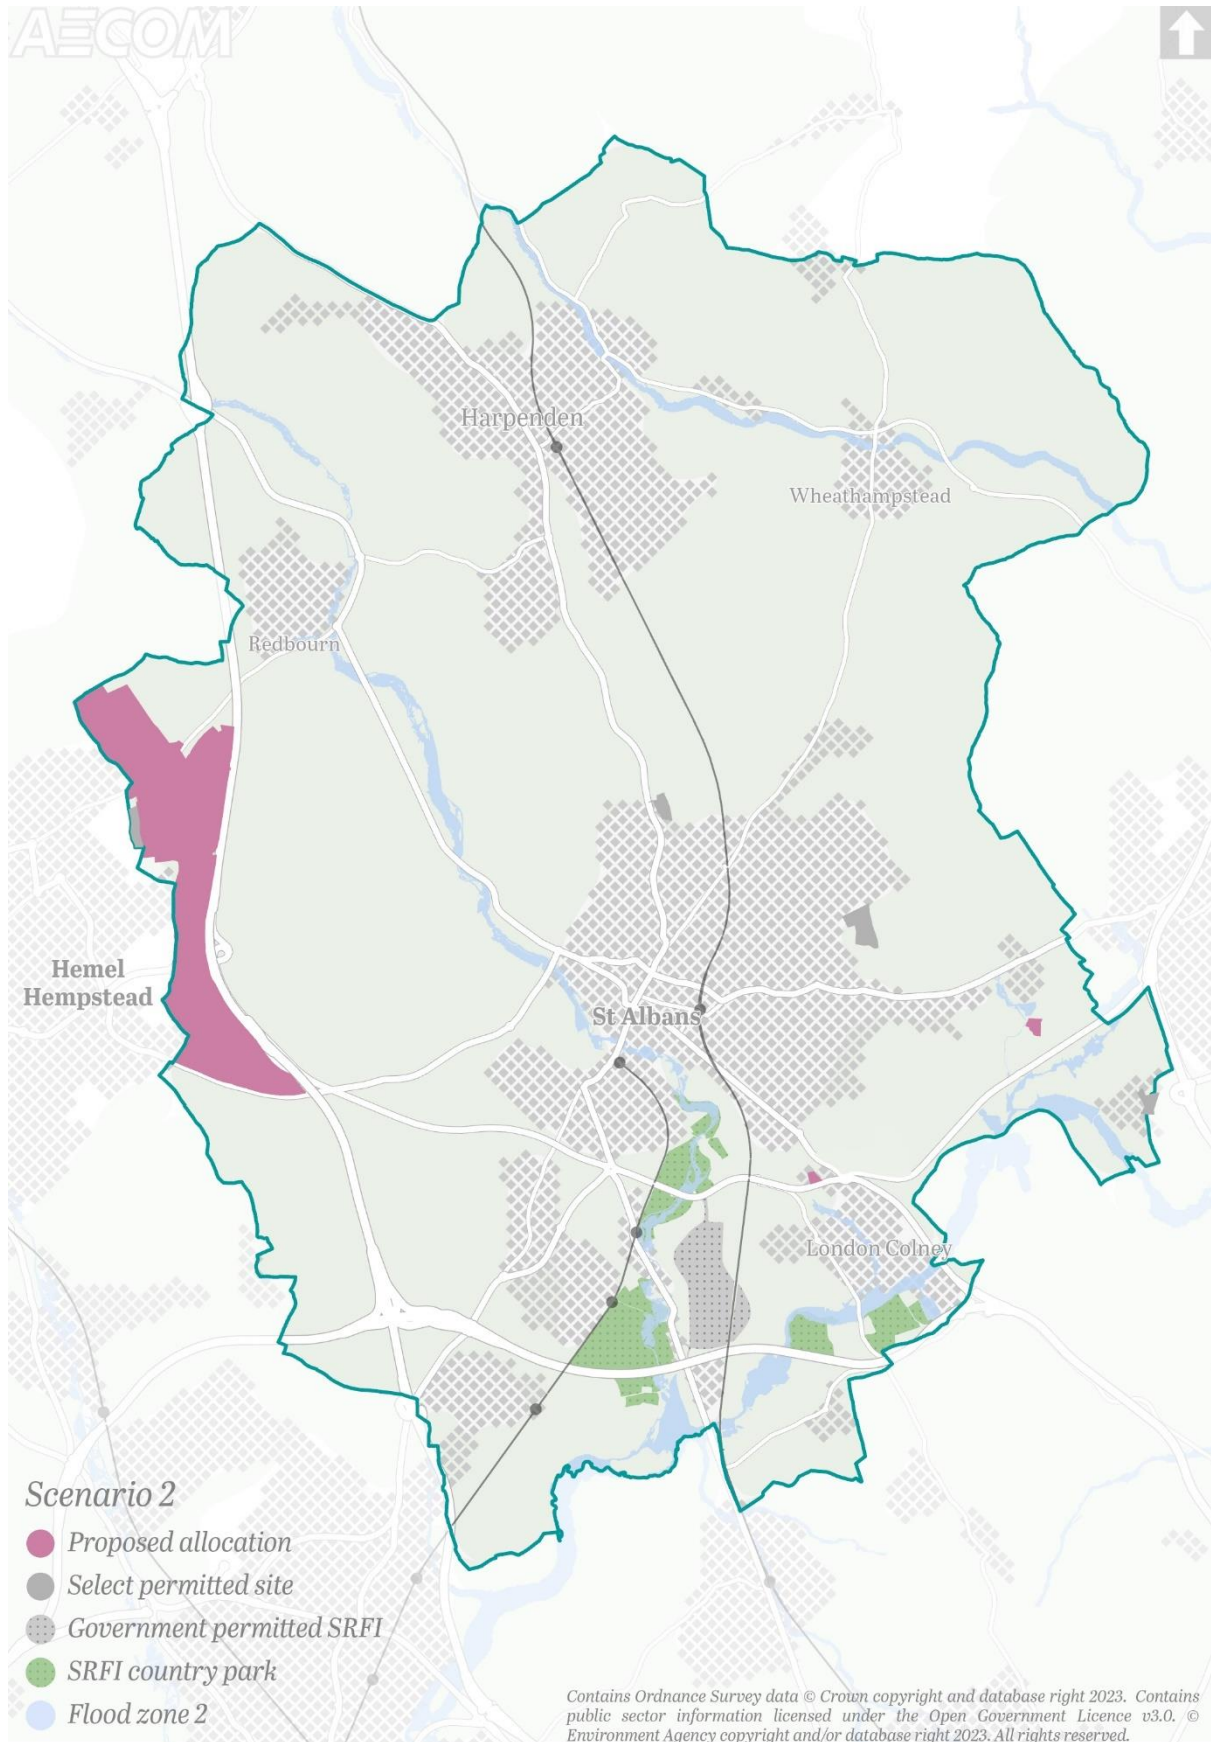 AECOM
Harpenden
Wheathampstead
Redbourn
Hemel
Hempstead
St Albans
London Colney
Scenario 2
Proposed allocation
Select permitted site
Government permitted SRFI
SRFI country park
Flood zone 2
Contains Ordnance Survey data © Crown copyright and database right 2023. Contains
public sector information licensed under the Open Government Licence v3.0. ©
Environment Agency copyright and/or database right 2023. All rights reserved.